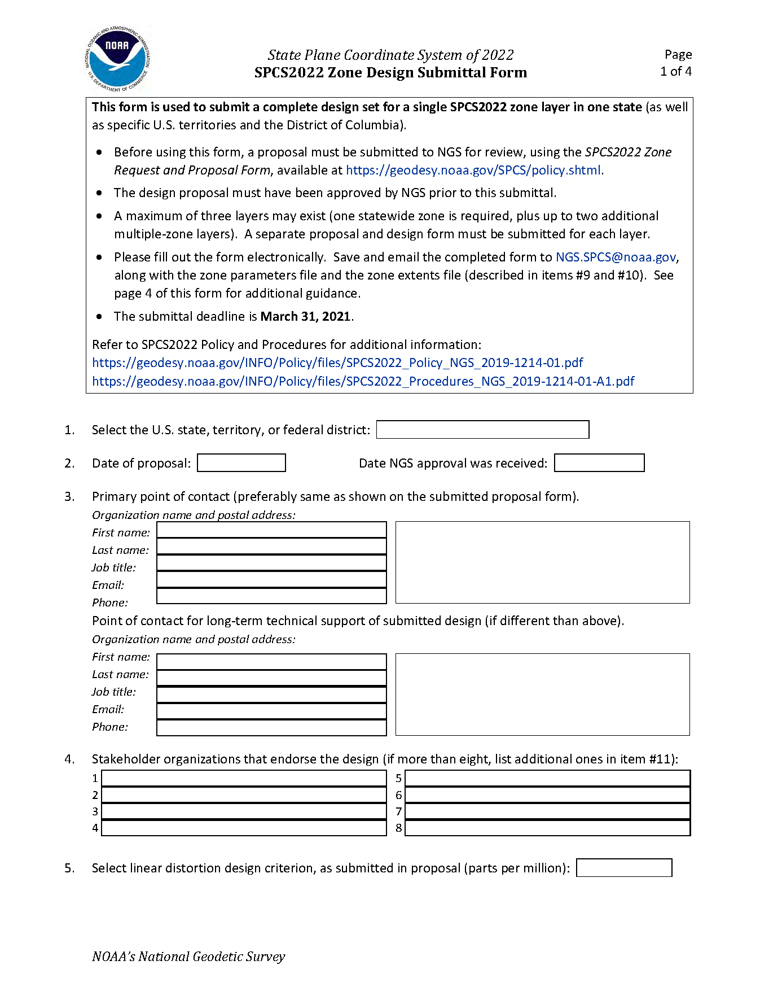 NATIONAL OCEANIC AND ATMOSPHERIC ADMINISTRATION
U.S. DEPARTMENT OF COMMERCE
NOAA
State Plane Coordinate System of 2022
SPCS2022 Zone Design Submittal Form
Page
1 of 4
This form is used to submit a complete design set for a single SPCS2022 zone layer in one state (as well
as specific U.S. territories and the District of Columbia).
• Before using this form, a proposal must be submitted to NGS for review, using the SPCS2022 Zone
Request and Proposal Form, available at https://geodesy.noaa.gov/SPCS/policy.shtml.
• The design proposal must have been approved by NGS prior to this submittal.
• A maximum of three layers may exist (one statewide zone is required, plus up to two additional
multiple-zone layers). A separate proposal and design form must be submitted for each layer.
• Please fill out the form electronically. Save and email the completed form to NGS.SPCS@noaa.gov,
along with the zone parameters file and the zone extents file (described in items #9 and #10). See
page 4 of this form for additional guidance.
• The submittal deadline is March 31, 2021.
Refer to SPCS2022 Policy and Procedures for additional information:
https://geodesy.noaa.gov/INFO/Policy/files/SPCS2022_Policy_NGS_2019-1214-01.pdf
https://geodesy.noaa.gov/INFO/Policy/files/SPCS2022_Procedures_NGS_2019-1214-01-A1.pdf
1. Select the U.S. state, territory, or federal district:
2. Date of proposal: Date NGS approval was received:
3. Primary point of contact (preferably same as shown on the submitted proposal form).
Organization name and postal address:
First name:
Last name:
Job title:
Email:
Phone:
Point of contact for long-term technical support of submitted design (if different than above).
Organization name and postal address:
First name:
Last name:
Job title:
Email:
Phone:
4. Stakeholder organizations that endorse the design (if more than eight, list additional ones in item #11):
1 5
2 6
3 7
4 8
5. Select linear distortion design criterion, as submitted in proposal (parts per million):
NOAA’s National Geodetic Survey